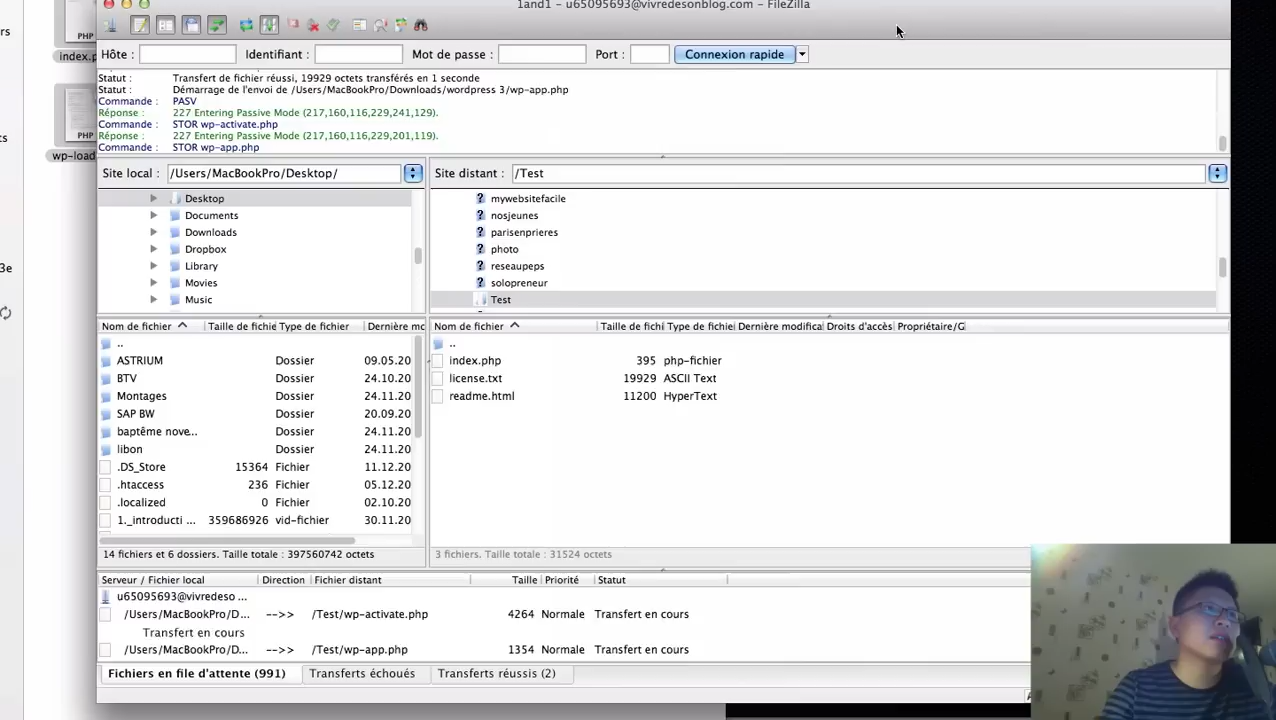 1and1 - u65095693@vivredesonblog.com - FileZilla
rs
PHP
index.p
cts
PHP
wp-load
3e
Hôte :
Identifiant :
Mot de passe :
Port :
Connexion rapide
Statut : Transfert de fichier réussi, 19929 octets transférés en 1 seconde
Statut : Démarrage de l'envoi de /Users/MacBookPro/Downloads/wordpress 3/wp-app.php
Commande : PASV
Réponse : 227 Entering Passive Mode (217,160,116,229,241,129).
Commande : STOR wp-activate.php
Réponse : 227 Entering Passive Mode (217,160,116,229,201,119).
Commande : STOR wp-app.php
Site local : /Users/MacBookPro/Desktop/
Desktop
Documents
Downloads
Dropbox
Library
Movies
Music
Site distant : /Test
mywebsitefacile
nosjeunes
parisenprieres
photo
reseaupeps
solopreneur
Test
Nom de fichier Taille de fichie Type de fichier Dernière mo
..
ASTRIUM Dossier 09.05.20
BTV Dossier 24.10.20
Montages Dossier 24.11.20
SAP BW Dossier 20.09.20
baptême nove... Dossier 24.11.20
libon Dossier 24.11.20
.DS_Store 15364 Fichier 11.12.20
.htaccess 236 Fichier 05.12.20
.localized 0 Fichier 02.10.20
1._introducti ... 359686926 vid-fichier 30.11.20
14 fichiers et 6 dossiers. Taille totale : 397560742 octets
Nom de fichier Taille de fichi Type de fichie Dernière modifica Droits d'accès Propriétaire/G
..
index.php 395 php-fichier
license.txt 19929 ASCII Text
readme.html 11200 HyperText
3 fichiers. Taille totale : 31524 octets
Serveur / Fichier local Direction Fichier distant Taille Priorité Statut
u65095693@vivredeso ...
/Users/MacBookPro/D... -->> /Test/wp-activate.php 4264 Normale Transfert en cours
Transfert en cours
/Users/MacBookPro/D... -->> /Test/wp-app.php 1354 Normale Transfert en cours
Fichiers en file d'attente (991) Transferts échoués Transferts réussis (2)